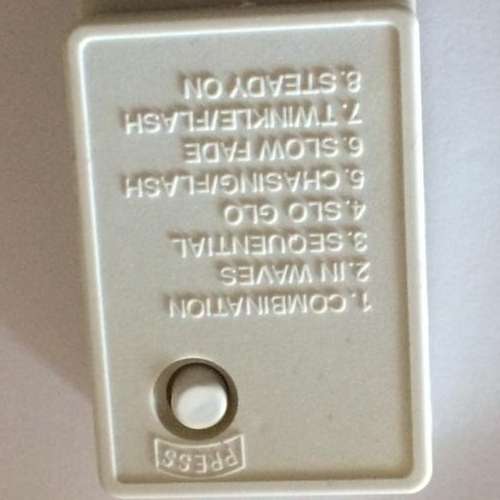 PRESS
1.COMBINATION
2.IN WAVES
3.SEQUENTIAL
4.SLO GLO
5.CHASING/FLASH
6.SLOW FADE
7.TWINKLE/FLASH
8.STEADY ON